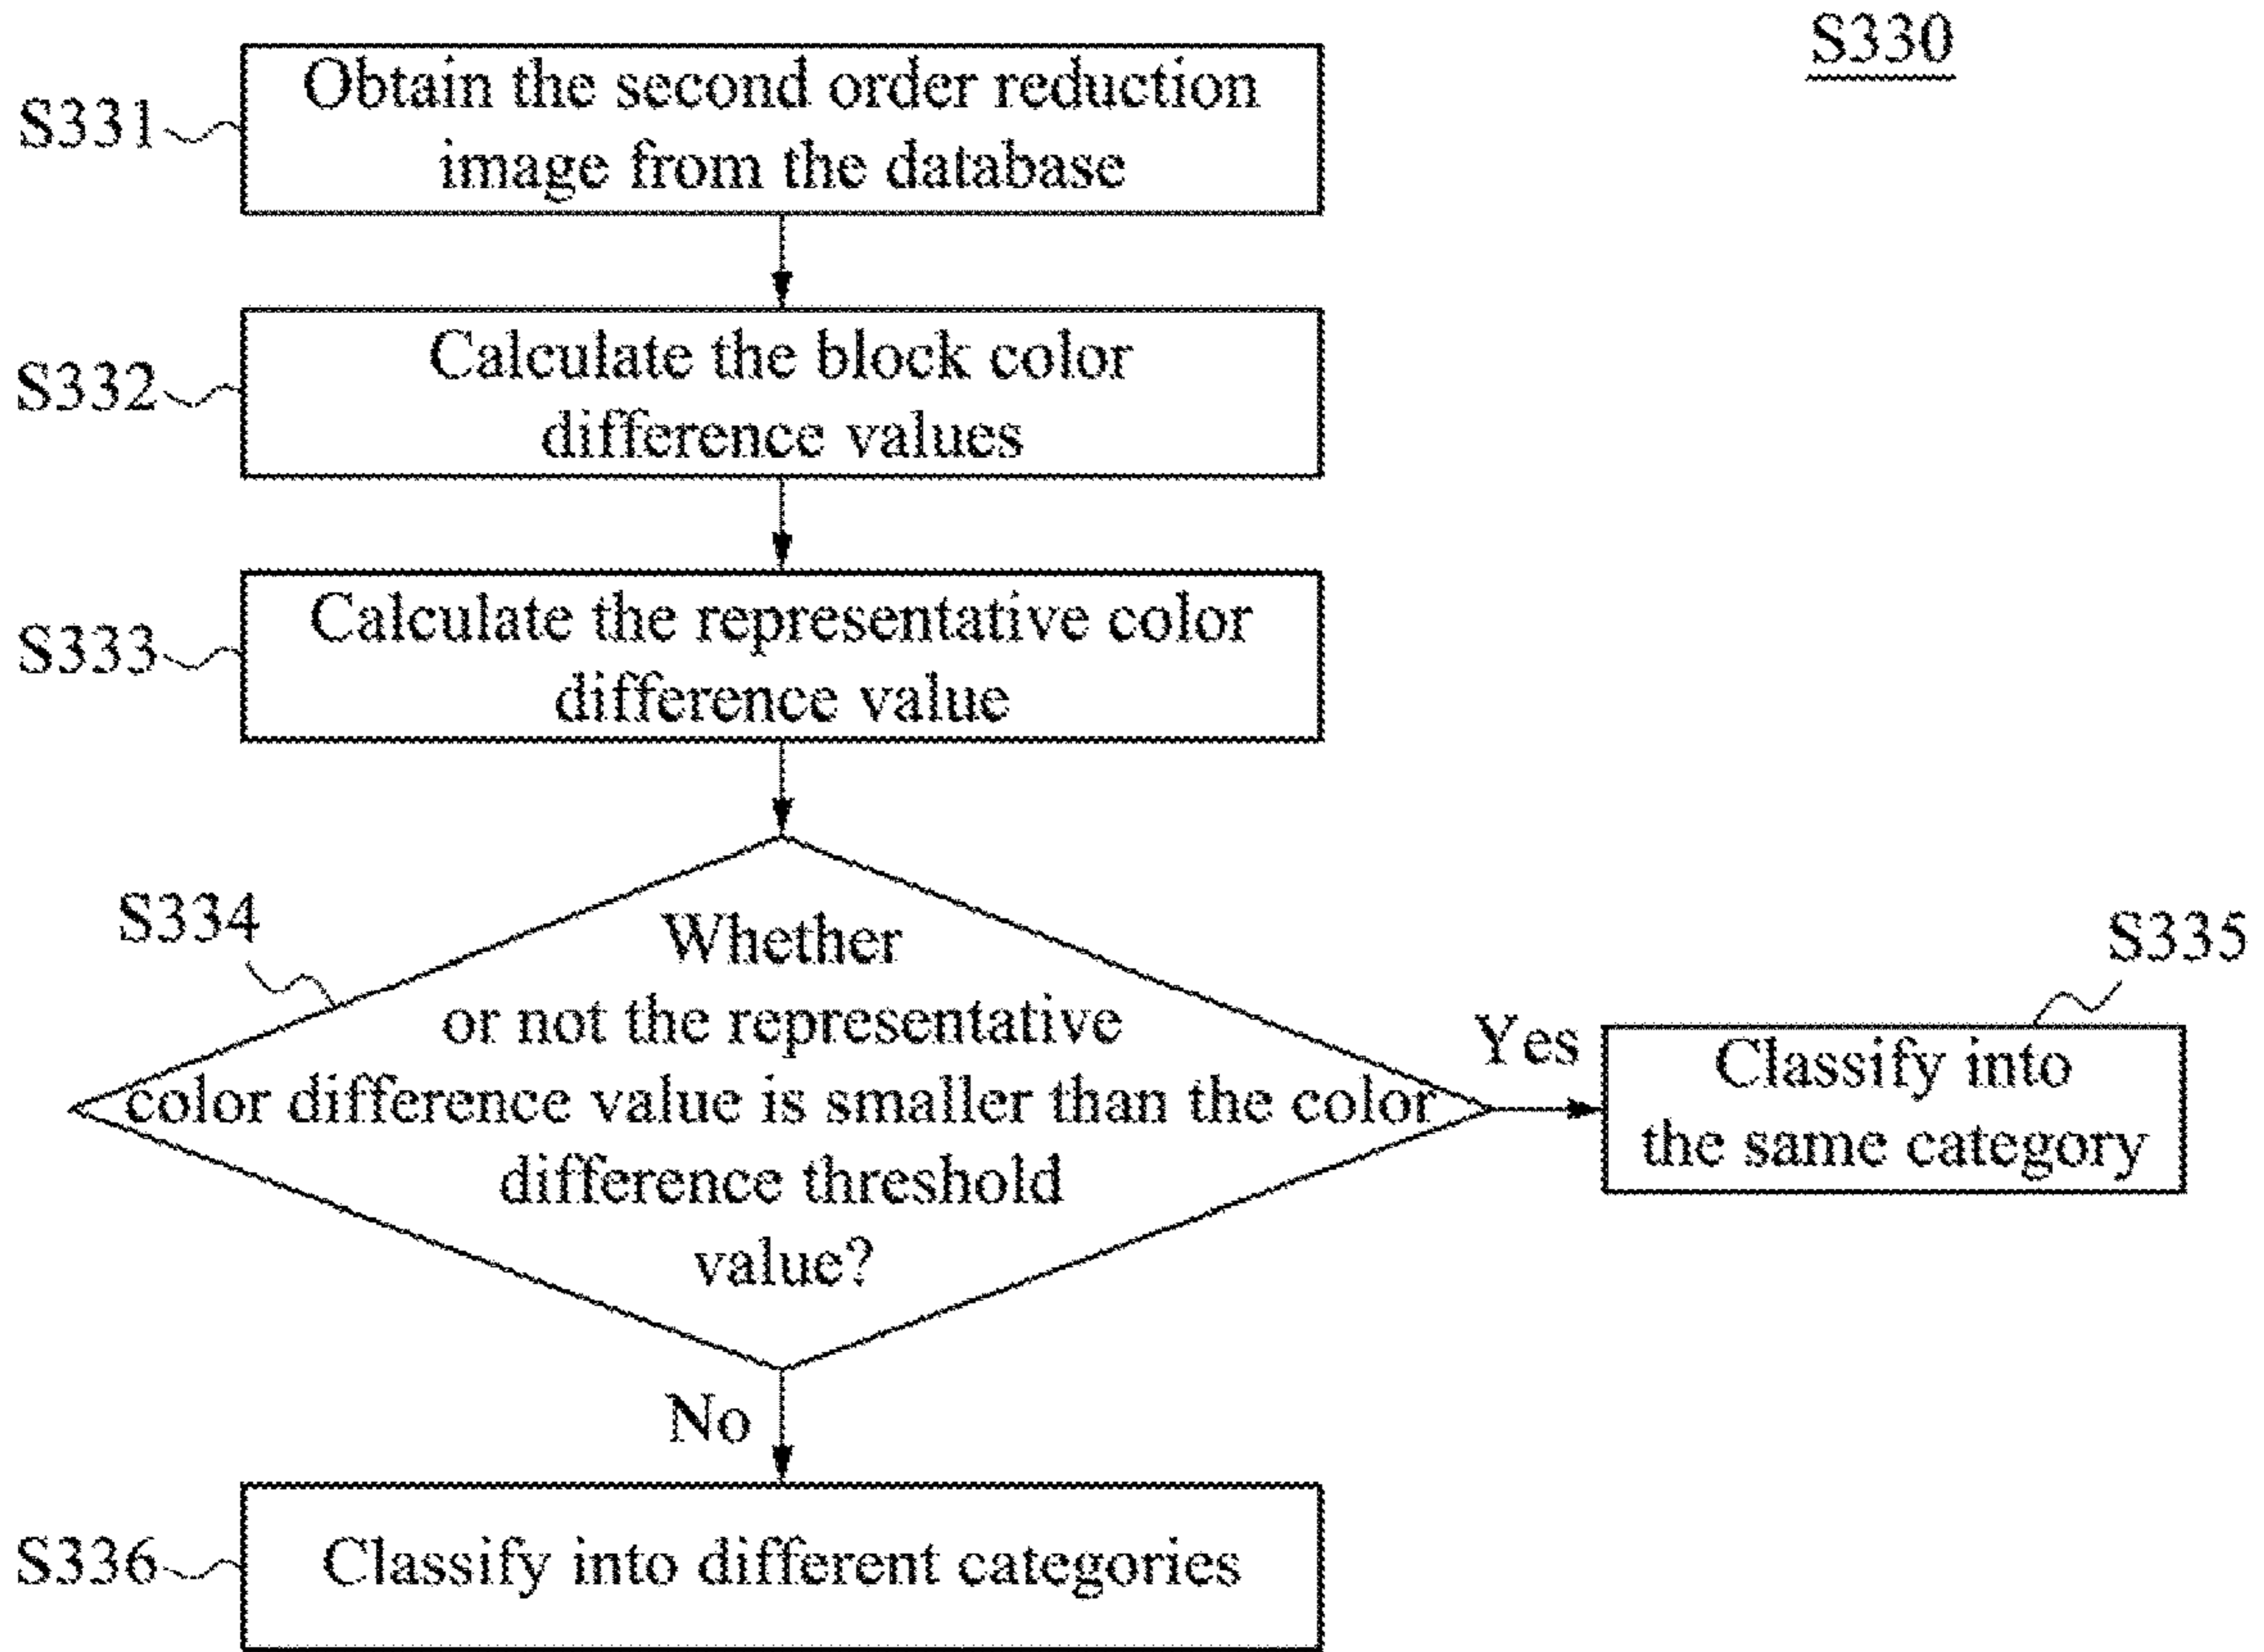 S330
S331
Obtain the second order reduction
image from the database
S332
Calculate the block color
difference values
S333
Calculate the representative color
difference value
S334
Whether
or not the representative
color difference value is smaller than the color
difference threshold
value?
Yes
S335
Classify into
the same category
No
S336
Classify into different categories